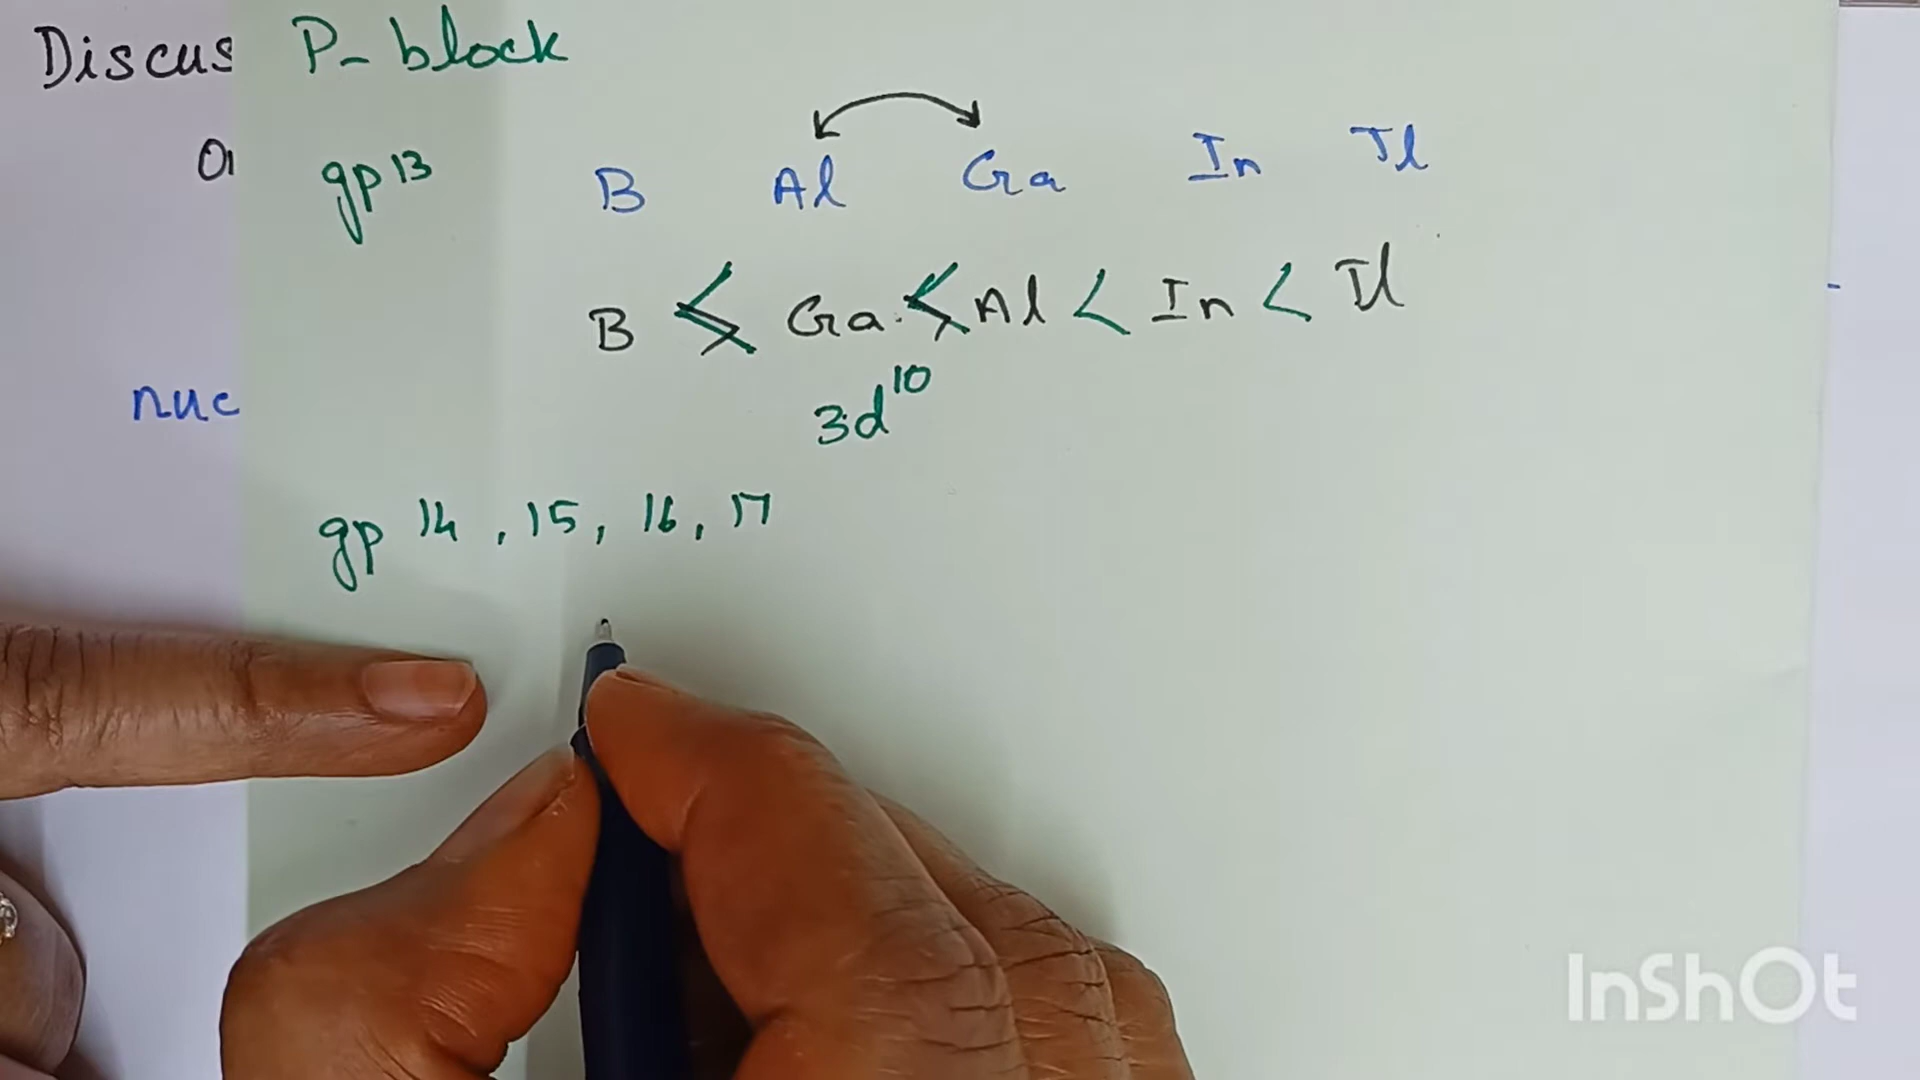 Discus
P-block
gp 13 B Al Ga In Tl
B < Ga < Al < In < Tl
3d¹⁰
nuc
gp 14, 15, 16, 17
InShOt